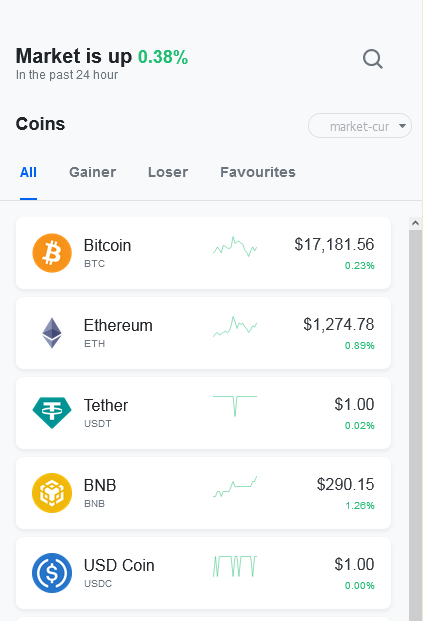 Market is up 0.38%
In the past 24 hour
Coins
market-cur
All Gainer Loser Favourites
Bitcoin $17,181.56
BTC 0.23%
Ethereum $1,274.78
ETH 0.89%
Tether $1.00
USDT 0.02%
BNB $290.15
BNB 1.26%
USD Coin $1.00
USDC 0.00%